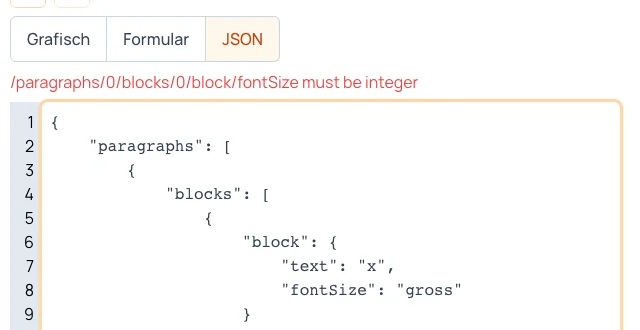 Grafisch Formular JSON
/paragraphs/0/blocks/0/block/fontSize must be integer
1 {
2 "paragraphs": [
3 {
4 "blocks": [
5 {
6 "block": {
7 "text": "x",
8 "fontSize": "gross"
9 }